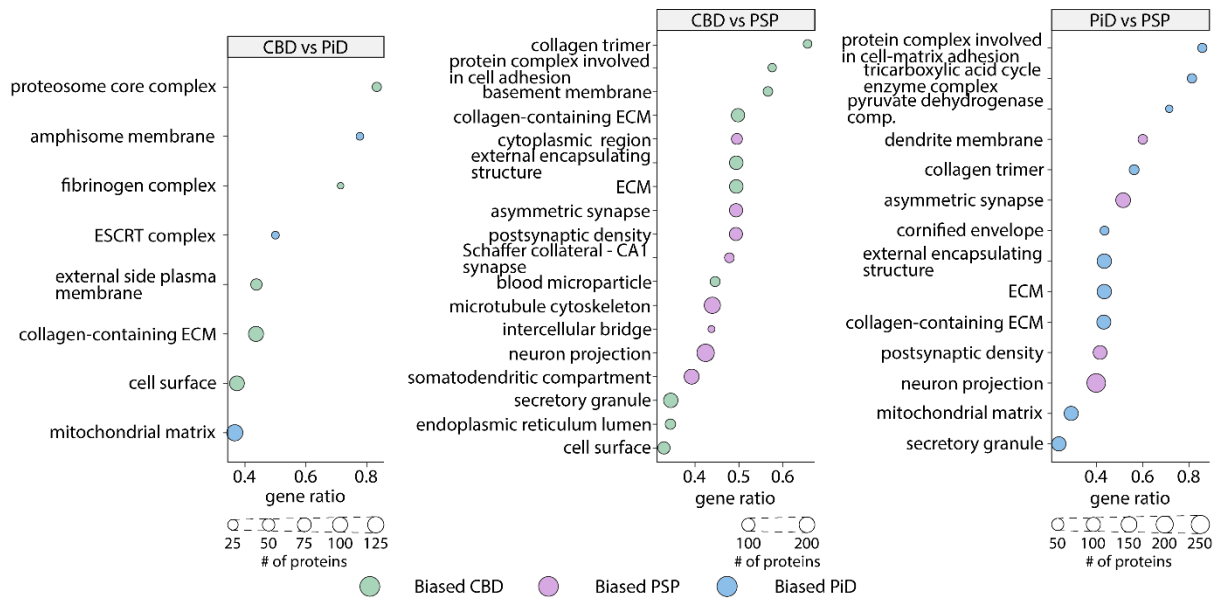 CBD vs PiD
proteosome core complex
amphisome membrane
fibrinogen complex
ESCRT complex
external side plasma
membrane
collagen-containing ECM
cell surface
mitochondrial matrix
0.4 0.6 0.8
gene ratio
25 50 75 100 125
# of proteins
CBD vs PSP
collagen trimer
protein complex involved
in cell adhesion
basement membrane
collagen-containing ECM
cytoplasmic region
external encapsulating
structure
ECM
asymmetric synapse
postsynaptic density
Schaffer collateral - CA1
synapse
blood microparticle
microtubule cytoskeleton
intercellular bridge
neuron projection
somatodendritic compartment
secretory granule
endoplasmic reticulum lumen
cell surface
0.4 0.5 0.6
gene ratio
100 200
# of proteins
PiD vs PSP
protein complex involved
in cell-matrix adhesion
tricarboxylic acid cycle
enzyme complex
pyruvate dehydrogenase
comp.
dendrite membrane
collagen trimer
asymmetric synapse
cornified envelope
external encapsulating
structure
ECM
collagen-containing ECM
postsynaptic density
neuron projection
mitochondrial matrix
secretory granule
0.4 0.6 0.8
gene ratio
50 100 150 200 250
# of proteins
Biased CBD Biased PSP Biased PiD